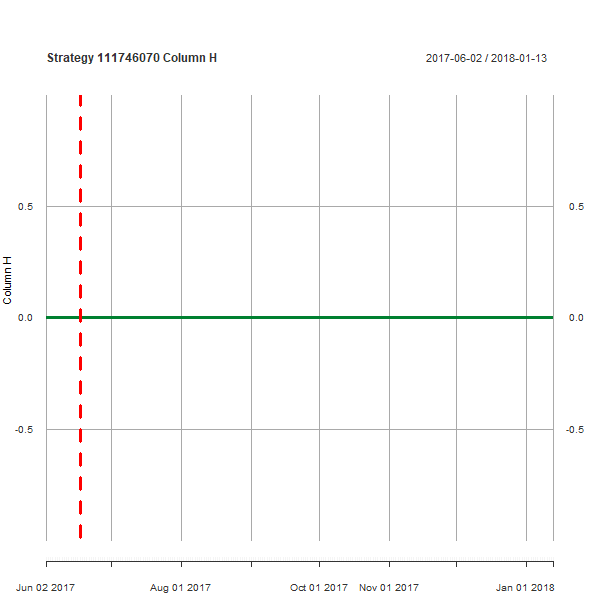 Strategy 111746070 Column H
2017-06-02 / 2018-01-13
Column H
0.5
0.5
0.0
0.0
-0.5
-0.5
Jun 02 2017
Aug 01 2017
Oct 01 2017
Nov 01 2017
Jan 01 2018